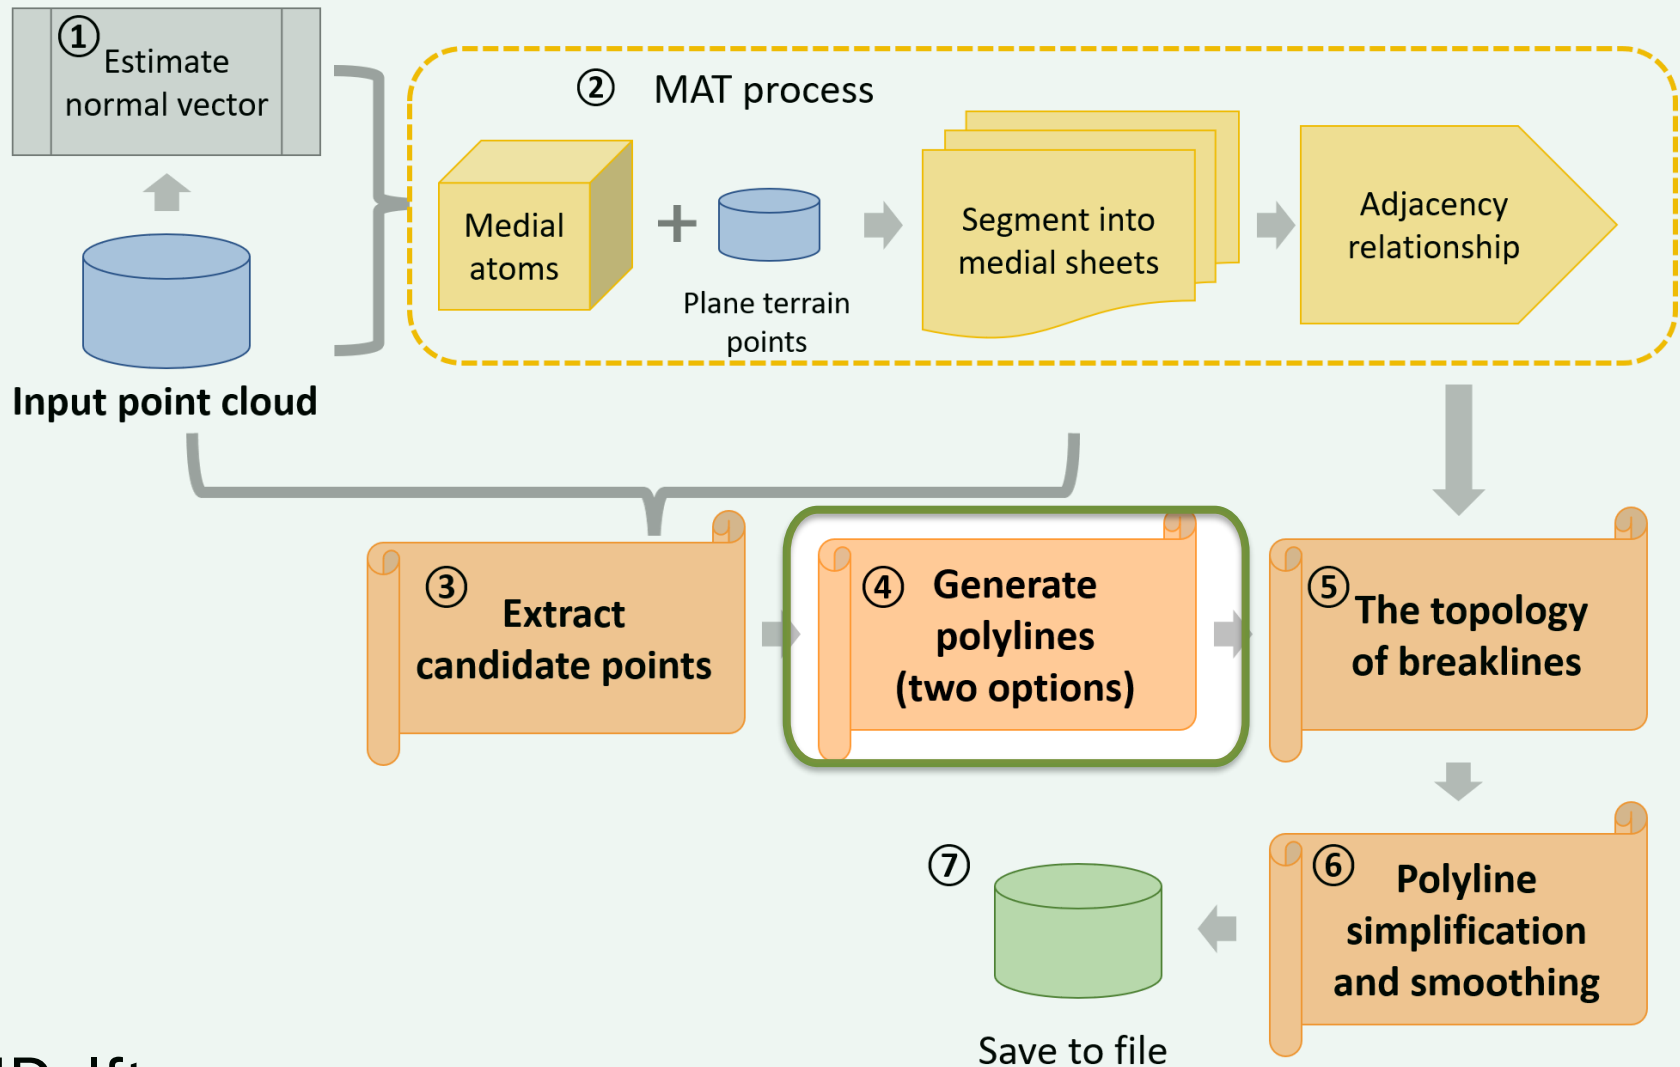 ①
Estimate
normal vector
Input point cloud
② MAT process
Medial
atoms
+
Plane terrain
points
Segment into
medial sheets
Adjacency
relationship
③
Extract
candidate points
④ Generate
polylines
(two options)
⑤
The topology
of breaklines
⑥
Polyline
simplification
and smoothing
⑦
Save to file